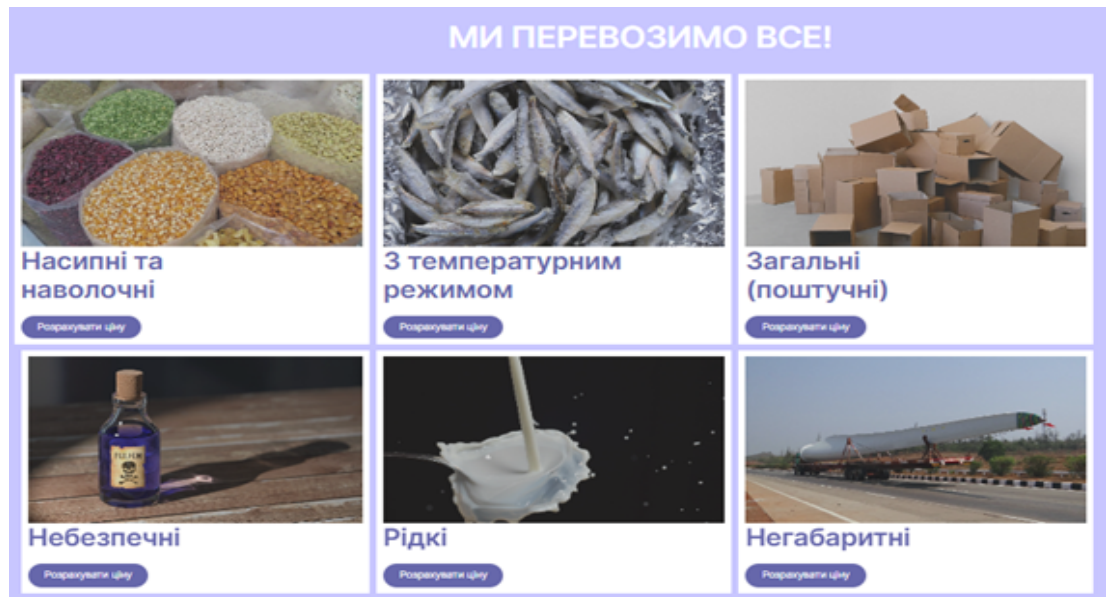 МИ ПЕРЕВОЗИМО ВСЕ!
Насипні та
наволочні
Розрахувати ціну
З температурним
режимом
Розрахувати ціну
Загальні
(поштучні)
Розрахувати ціну
Небезпечні
Розрахувати ціну
Рідкі
Розрахувати ціну
Негабаритні
Розрахувати ціну